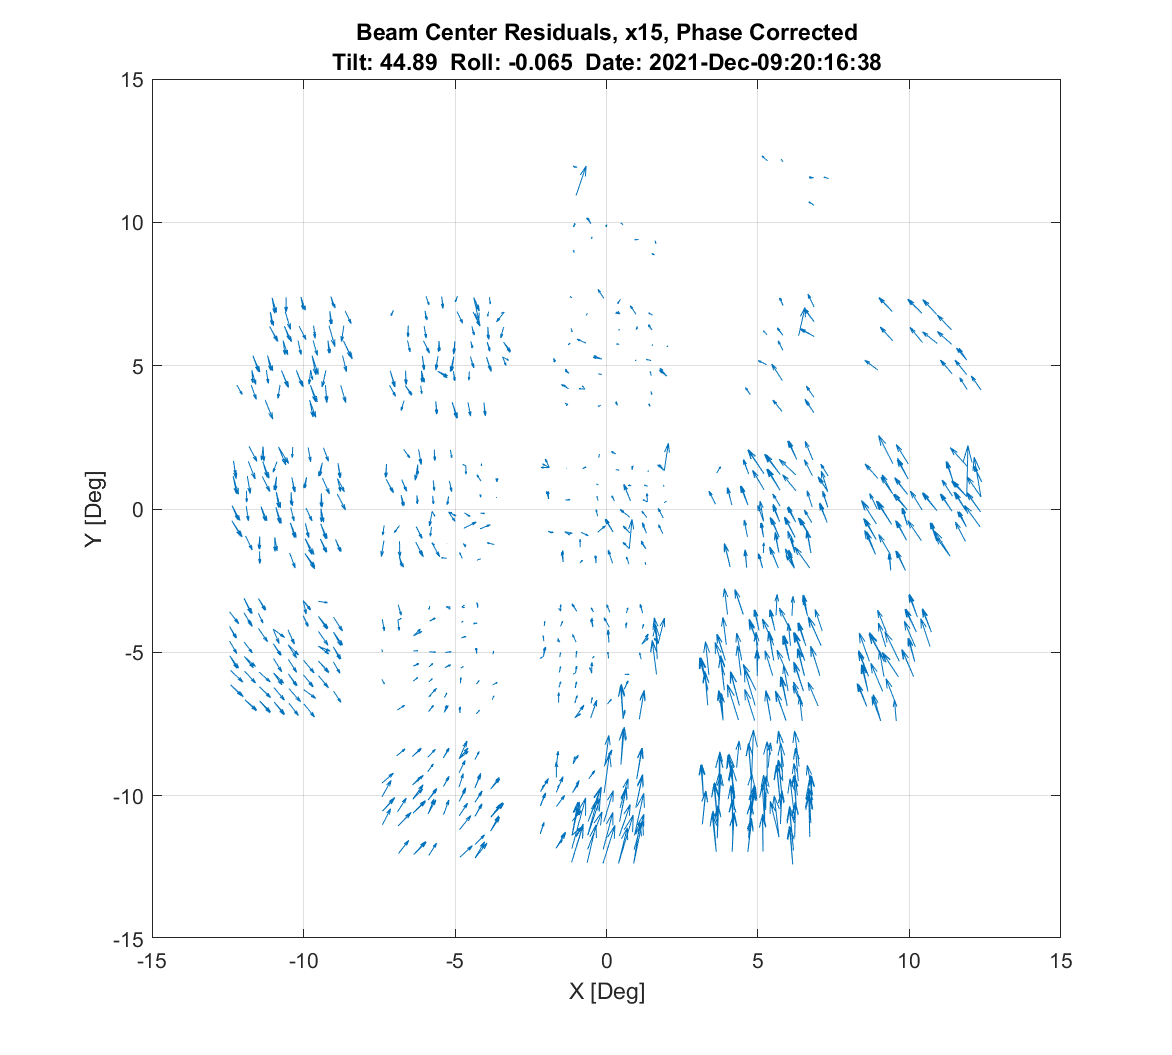 Beam Center Residuals, x15, Phase Corrected
Tilt: 44.89 Roll: -0.065 Date: 2021-Dec-09:20:16:38
15
10
5
0
-5
-10
-15
Y [Deg]
-15 -10 -5 0 5 10 15
X [Deg]